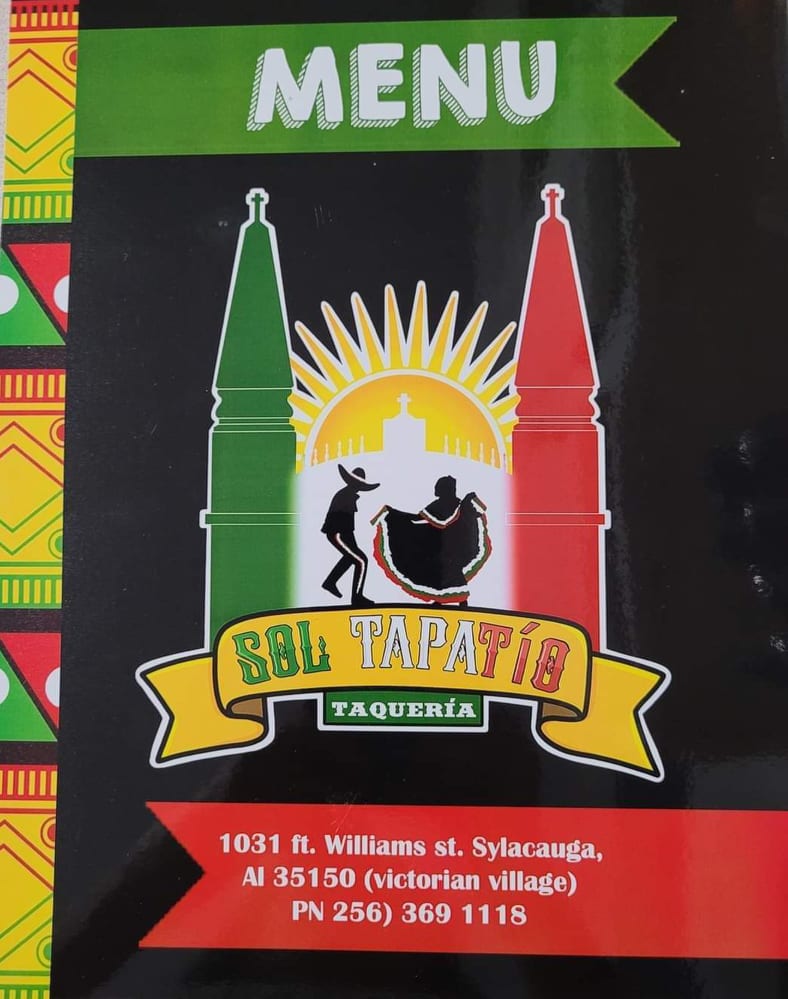 MENU
SOL TAPATÍO
TAQUERÍA
1031 ft. Williams st. Sylacauga,
Al 35150 (victorian village)
PN 256) 369 1118